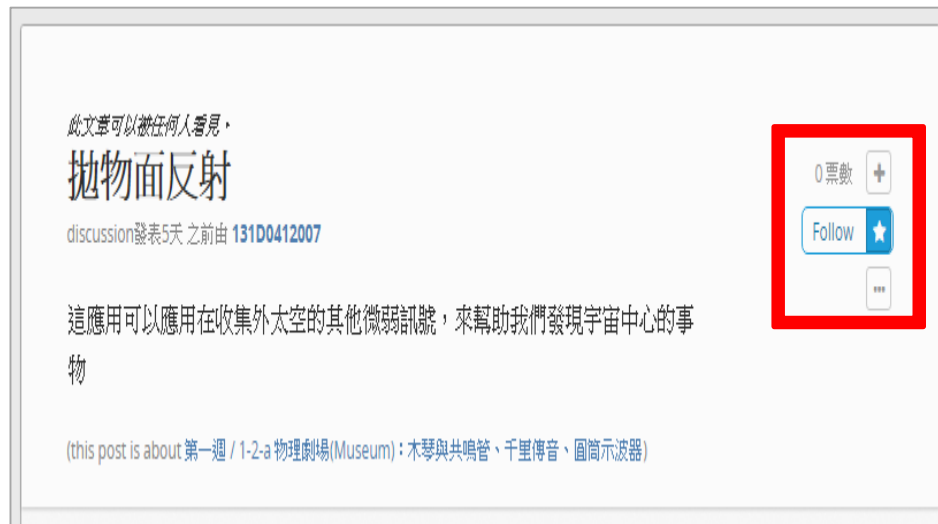 此文章可以被任何人看見。
拋物面反射
0票數
discussion發表5天 之前由 131D0412007
Follow
這應用可以應用在收集外太空的其他微弱訊號，來幫助我們發現宇宙中心的事
物
(this post is about 第一週 / 1-2-a 物理劇場(Museum)：木琴與共鳴管、千里傳音、圓筒示波器)